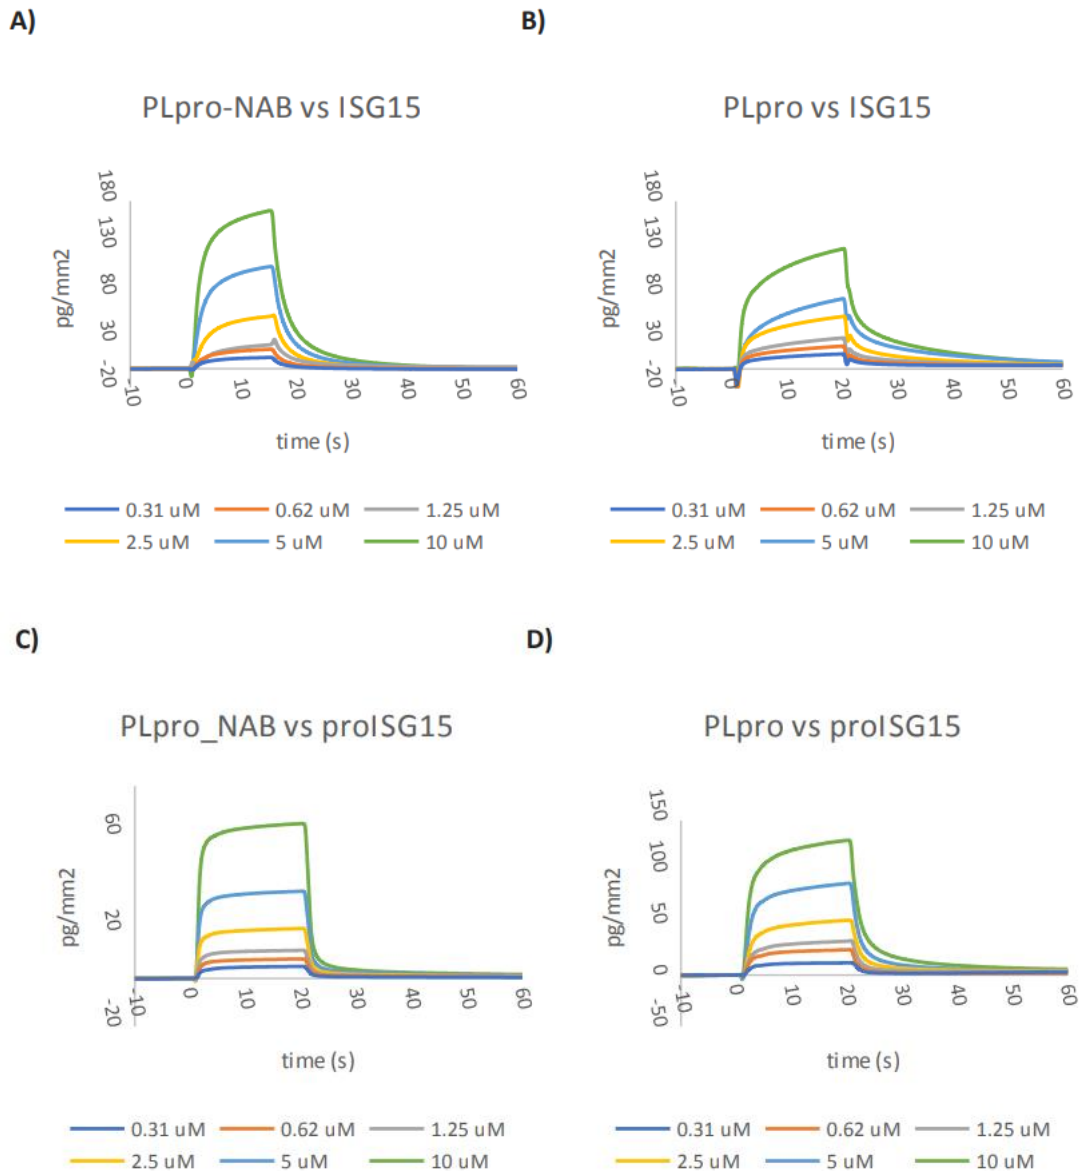 A)
B)
PLpro-NAB vs ISG15
PLpro vs ISG15
180
130
80
30
-20
pg/mm2
-10
0
10
20
30
40
50
60
time (s)
180
130
80
30
-20
pg/mm2
-10
0
10
20
30
40
50
60
time (s)
0.31 uM 0.62 uM 1.25 uM
2.5 uM 5 uM 10 uM
0.31 uM 0.62 uM 1.25 uM
2.5 uM 5 uM 10 uM
C)
D)
PLpro_NAB vs proISG15
PLpro vs proISG15
60
20
-20
pg/mm2
-10
0
10
20
30
40
50
60
time (s)
150
100
50
0
-50
pg/mm2
-10
0
10
20
30
40
50
60
time (s)
0.31 uM 0.62 uM 1.25 uM
2.5 uM 5 uM 10 uM
0.31 uM 0.62 uM 1.25 uM
2.5 uM 5 uM 10 uM